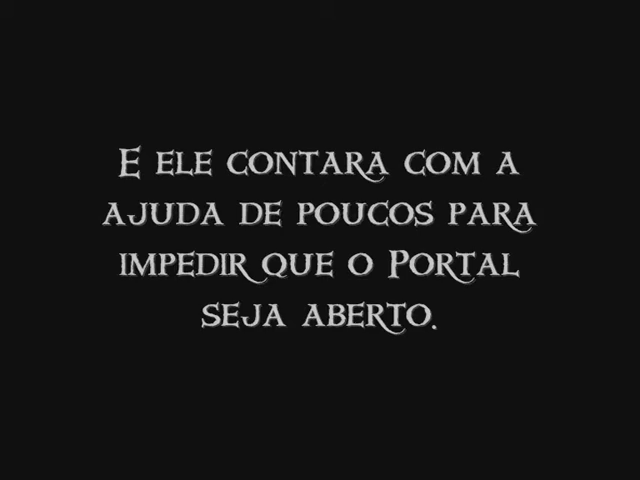 E ele contara com a
ajuda de poucos para
impedir que o Portal
seja aberto.